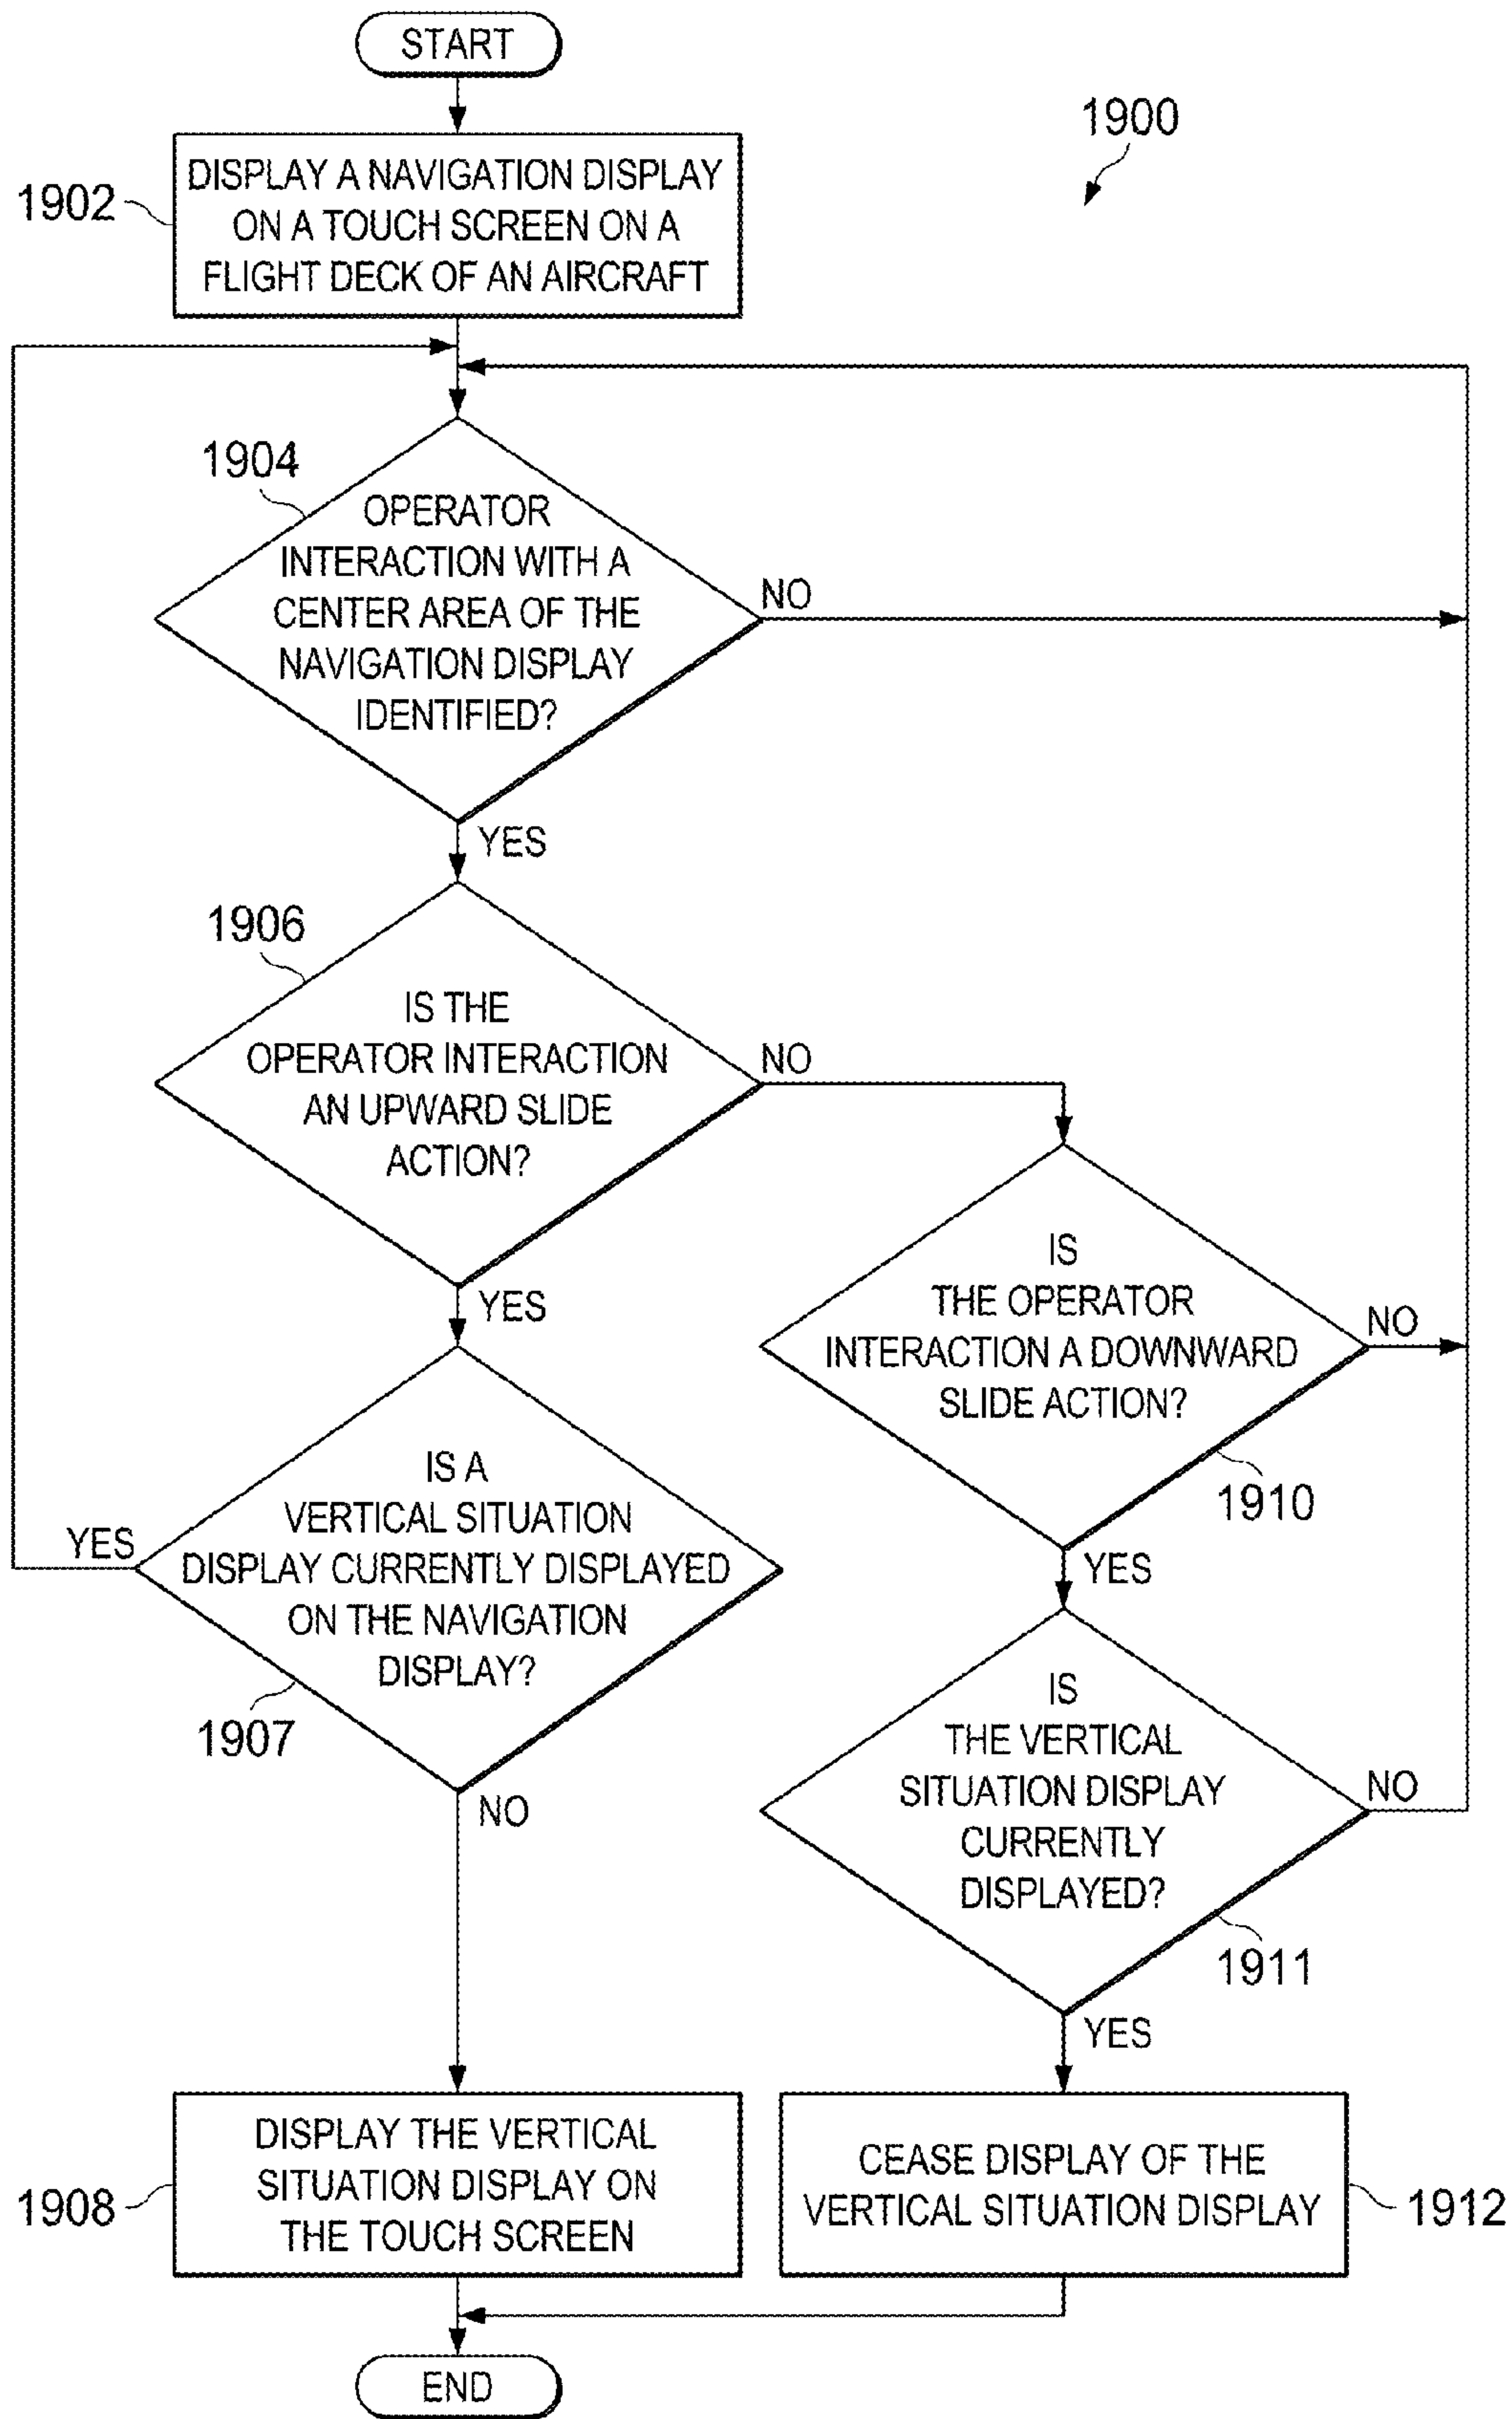 START
1900
1902
DISPLAY A NAVIGATION DISPLAY
ON A TOUCH SCREEN ON A
FLIGHT DECK OF AN AIRCRAFT
1904
OPERATOR
INTERACTION WITH A
CENTER AREA OF THE
NAVIGATION DISPLAY
IDENTIFIED?
NO
YES
1906
IS THE
OPERATOR INTERACTION
AN UPWARD SLIDE
ACTION?
NO
YES
IS
THE OPERATOR
INTERACTION A DOWNWARD
SLIDE ACTION?
NO
1910
YES
IS A
VERTICAL SITUATION
DISPLAY CURRENTLY DISPLAYED
ON THE NAVIGATION
DISPLAY?
YES
1907
NO
IS
THE VERTICAL
SITUATION DISPLAY
CURRENTLY
DISPLAYED?
NO
1911
YES
1908
DISPLAY THE VERTICAL
SITUATION DISPLAY ON
THE TOUCH SCREEN
CEASE DISPLAY OF THE
VERTICAL SITUATION DISPLAY
1912
END